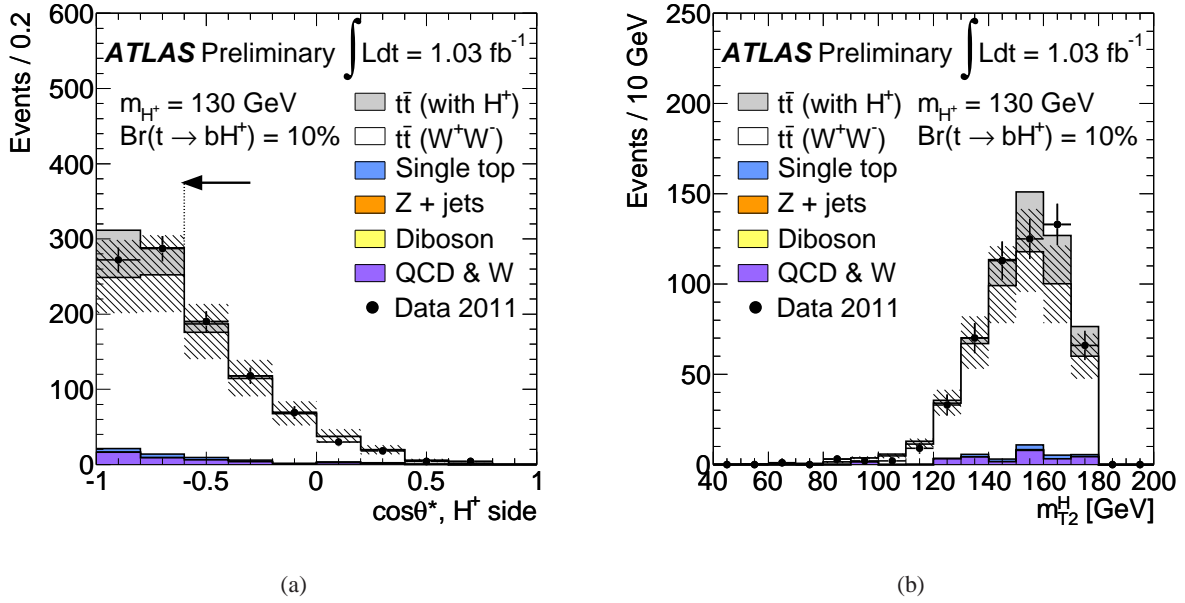 Events / 0.2
600
500
400
300
200
100
0
ATLAS Preliminary ∫ Ldt = 1.03 fb⁻¹
m_H⁺ = 130 GeV
Br(t → bH⁺) = 10%
tt̄ (with H⁺)
tt̄ (W⁺W⁻)
Single top
Z + jets
Diboson
QCD & W
Data 2011
-1 -0.5 0 0.5 1
cosθ*, H⁺ side
(a)
Events / 10 GeV
250
200
150
100
50
0
ATLAS Preliminary ∫ Ldt = 1.03 fb⁻¹
tt̄ (with H⁺)
tt̄ (W⁺W⁻)
Single top
Z + jets
Diboson
QCD & W
Data 2011
m_H⁺ = 130 GeV
Br(t → bH⁺) = 10%
40 60 80 100 120 140 160 180 200
m_T2^H [GeV]
(b)